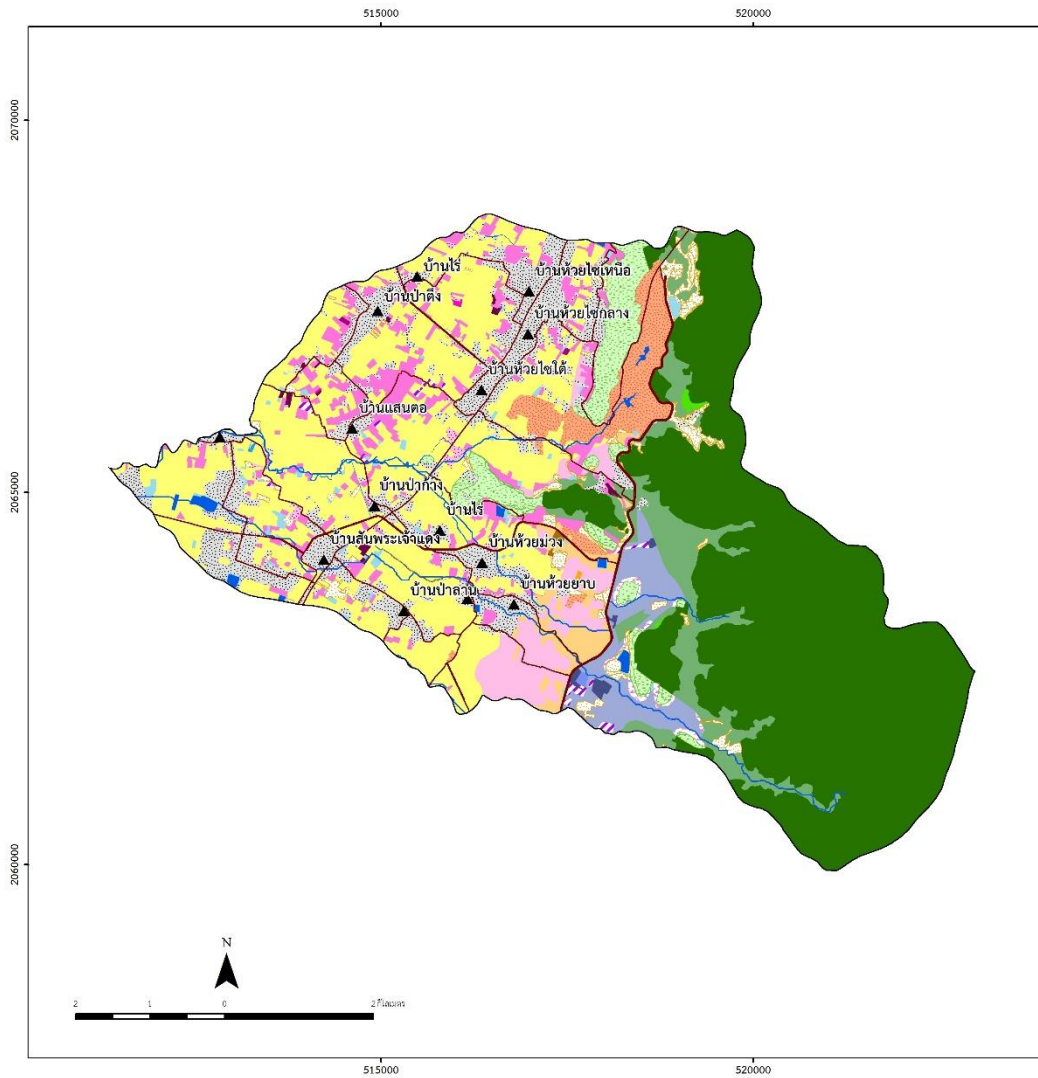 515000
520000
2070000
บ้านไร่
บ้านห้วยไซเหนือ
บ้านป่าตึง
บ้านห้วยไซกลาง
บ้านห้วยไซใต้
บ้านแสนตอ
2065000
บ้านป่าก้าง
บ้านไร่
บ้านสันพระเจ้าแดง
บ้านห้วยม่วง
บ้านป่าลาน
บ้านห้วยยาบ
2060000
N
2
1
0
2 กิโลเมตร
515000
520000